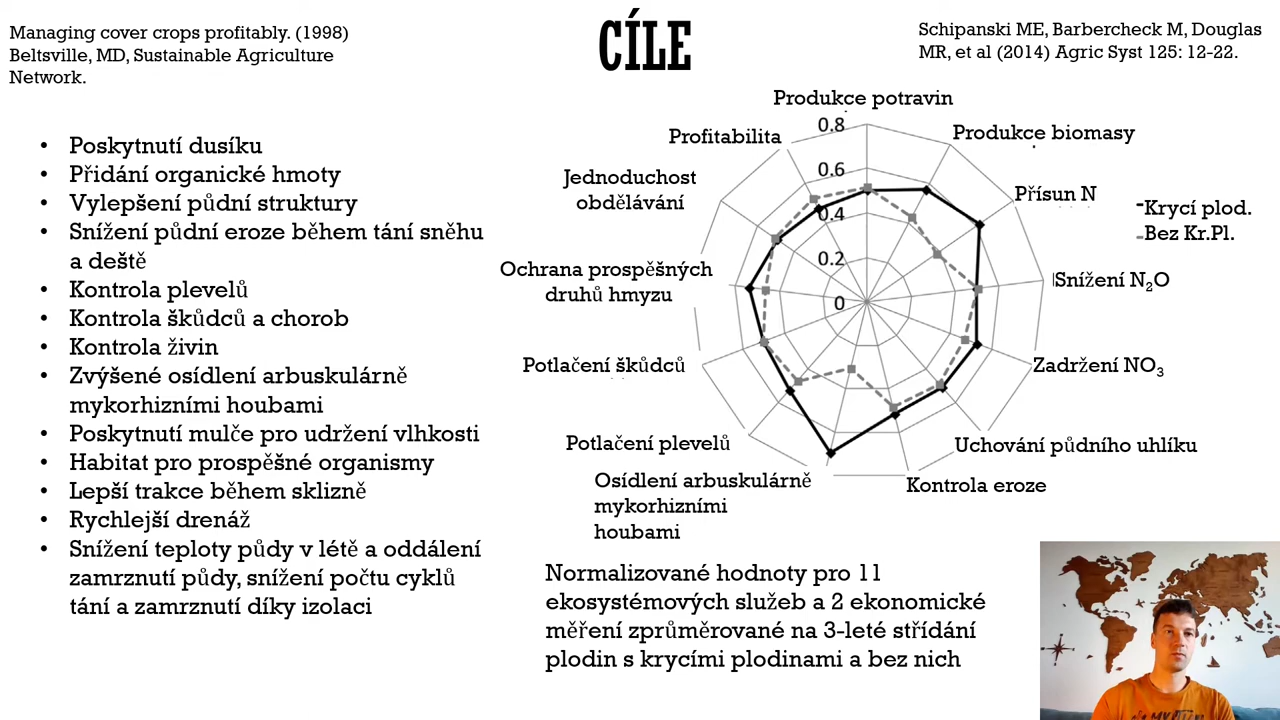 Managing cover crops profitably. (1998)
Beltsville, MD, Sustainable Agriculture
Network.
CÍLE
Schipanski ME, Barbercheck M, Douglas
MR, et al (2014) Agric Syst 125: 12-22.
• Poskytnutí dusíku
• Přidání organické hmoty
• Vylepšení půdní struktury
• Snížení půdní eroze během tání sněhu
a deště
• Kontrola plevelů
• Kontrola škůdců a chorob
• Kontrola živin
• Zvýšené osídlení arbuskulárně
mykorhizními houbami
• Poskytnutí mulče pro udržení vlhkosti
• Habitat pro prospěšné organismy
• Lepší trakce během sklizně
• Rychlejší drenáž
• Snížení teploty půdy v létě a oddálení
zamrznutí půdy, snížení počtu cyklů
tání a zamrznutí díky izolaci
Produkce potravin
Produkce biomasy
Přísun N
Krycí plod.
Bez Kr.Pl.
Snížení N₂O
Zadržení NO₃
Uchování půdního uhlíku
Kontrola eroze
Osídlení arbuskulárně
mykorhizními
houbami
Potlačení plevelů
Potlačení škůdců
Ochrana prospěšných
druhů hmyzu
Jednoduchost
obdělávání
Profitabilita
0.8
0.6
0.4
0.2
0
Normalizované hodnoty pro 11
ekosystémových služeb a 2 ekonomické
měření zprůměrované na 3-leté střídání
plodin s krycími plodinami a bez nich